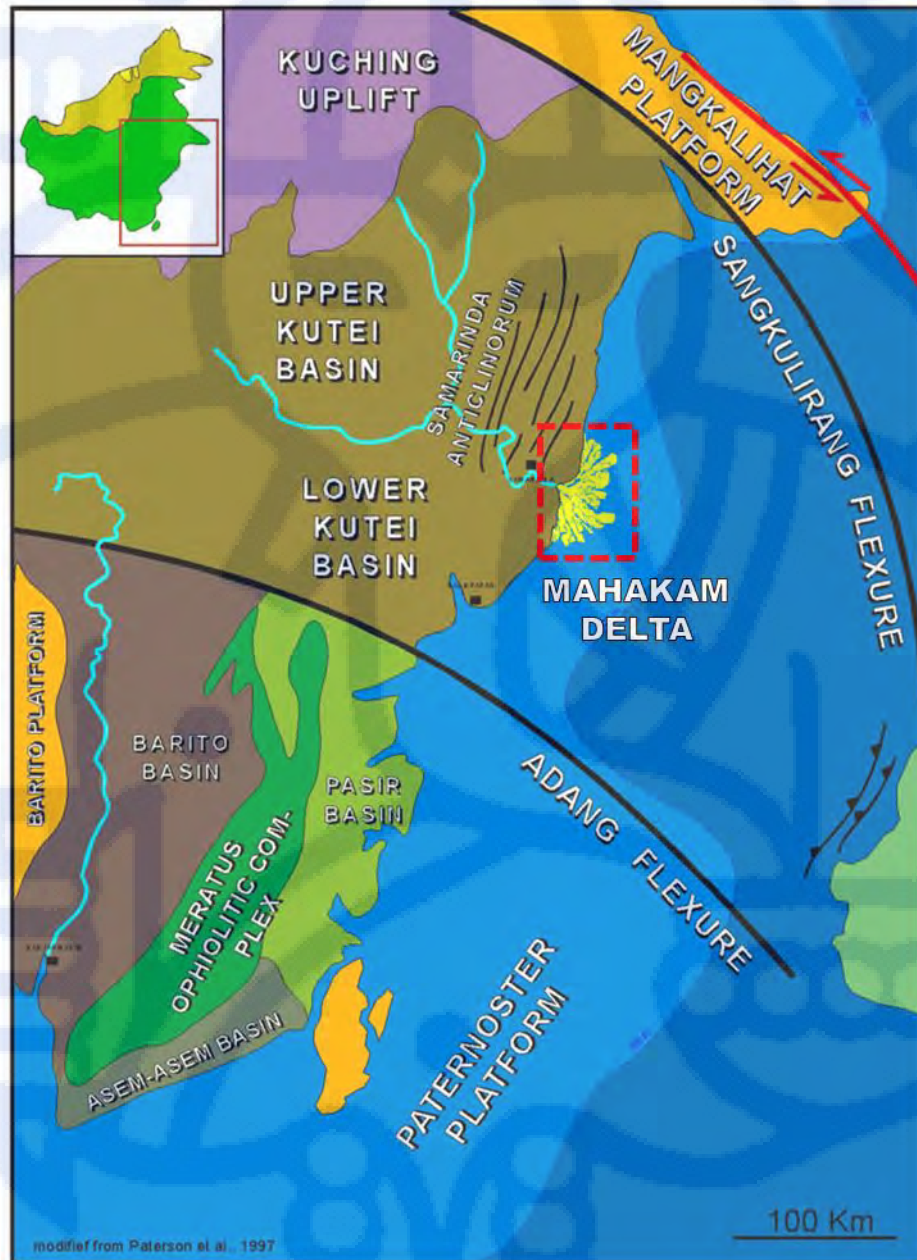 KUCHING
UPLIFT
MANGKALIHAT
PLATFORM
SANGKULIRANG FLEXURE
UPPER
KUTEI
BASIN
SAMARINDA
ANTICLINORUM
LOWER
KUTEI
BASIN
MAHAKAM
DELTA
BARITO PLATFORM
BARITO
BASIN
PASIR
BASIN
ADANG FLEXURE
MERATUS
OPHIOLITIC COM-
PLEX
PATERNOSTER
PLATFORM
ASEM-ASEM BASIN
100 Km
modifief from Paterson et al., 1997